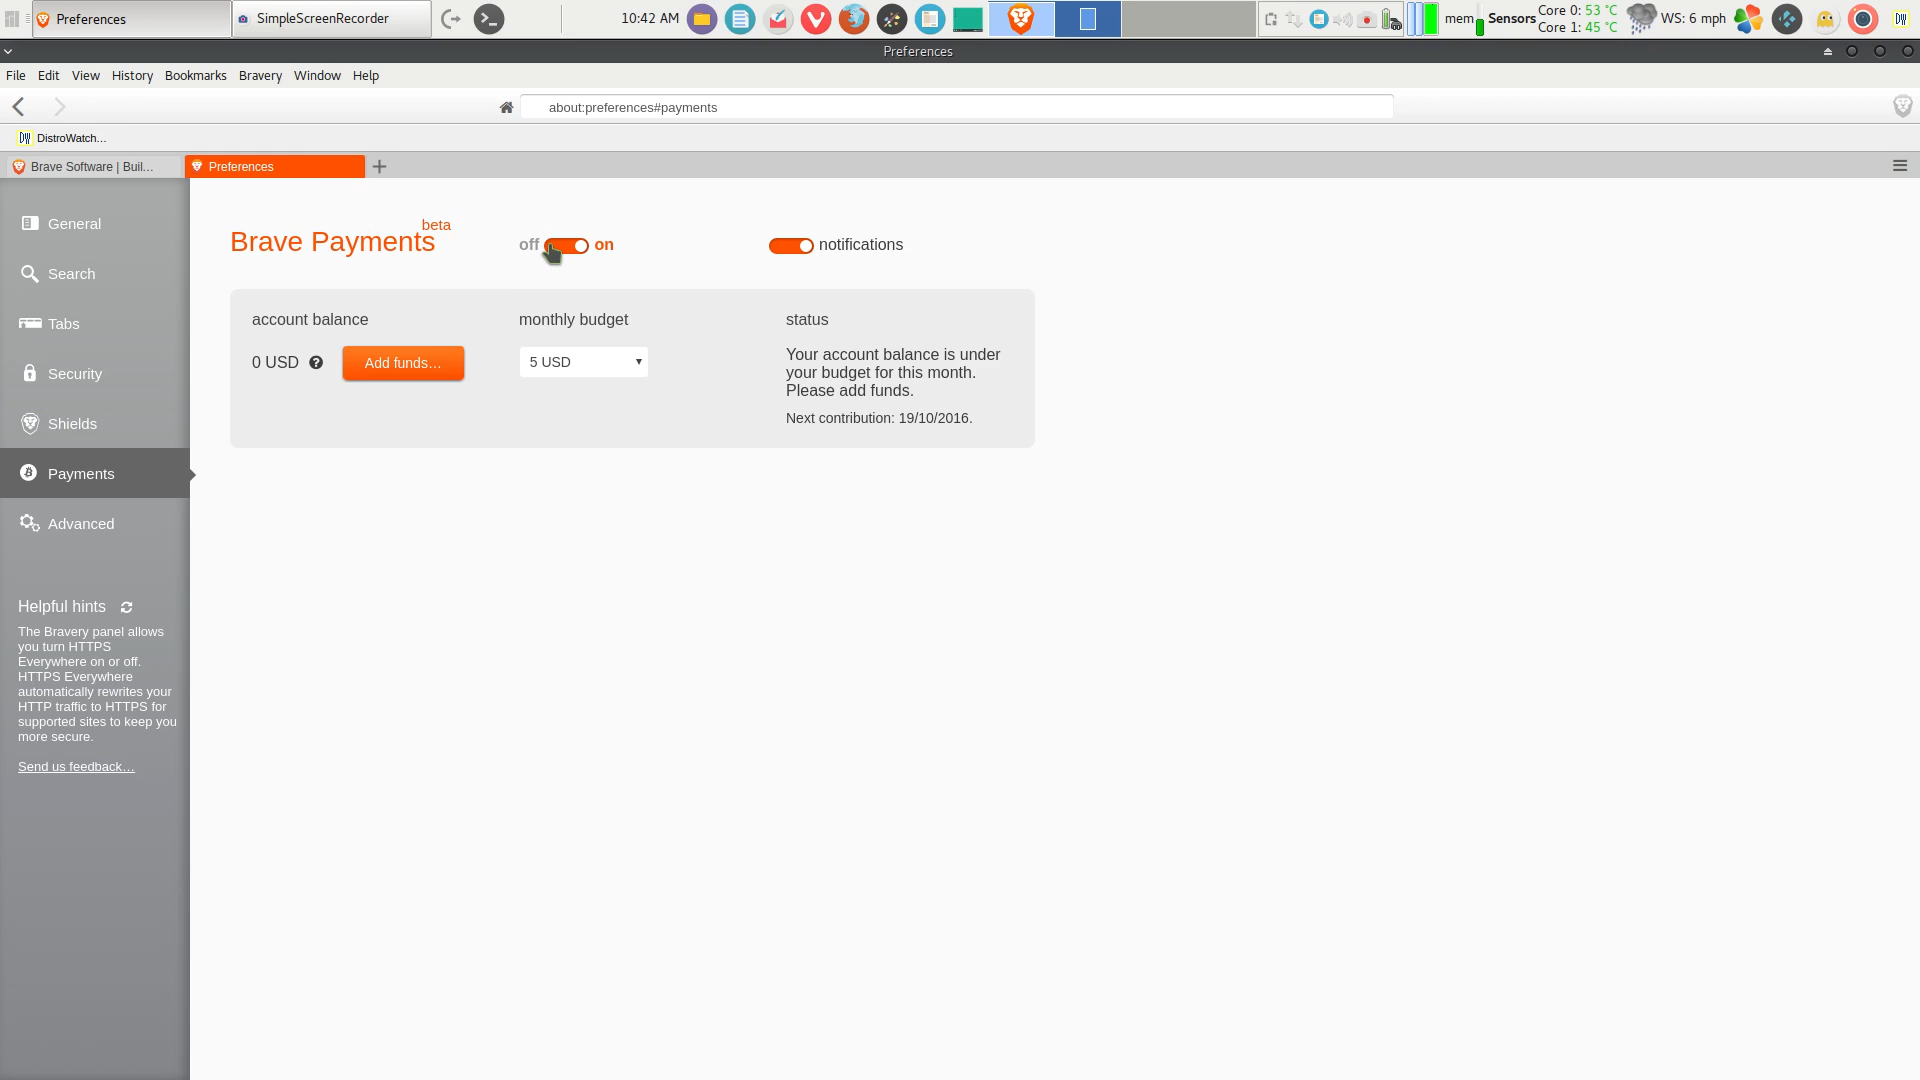 Preferences
SimpleScreenRecorder
10:42 AM
mem
Sensors
Core 0: 53 °C
Core 1: 45 °C
WS: 6 mph
Preferences
File Edit View History Bookmarks Bravery Window Help
about:preferences#payments
DistroWatch...
Brave Software | Buil...
Preferences
General
Search
Tabs
Security
Shields
Payments
Advanced
Helpful hints
The Bravery panel allows
you turn HTTPS
Everywhere on or off.
HTTPS Everywhere
automatically rewrites your
HTTP traffic to HTTPS for
supported sites to keep you
more secure.
Send us feedback…
Brave Payments beta
off on
notifications
account balance
0 USD
Add funds…
monthly budget
5 USD
status
Your account balance is under
your budget for this month.
Please add funds.
Next contribution: 19/10/2016.